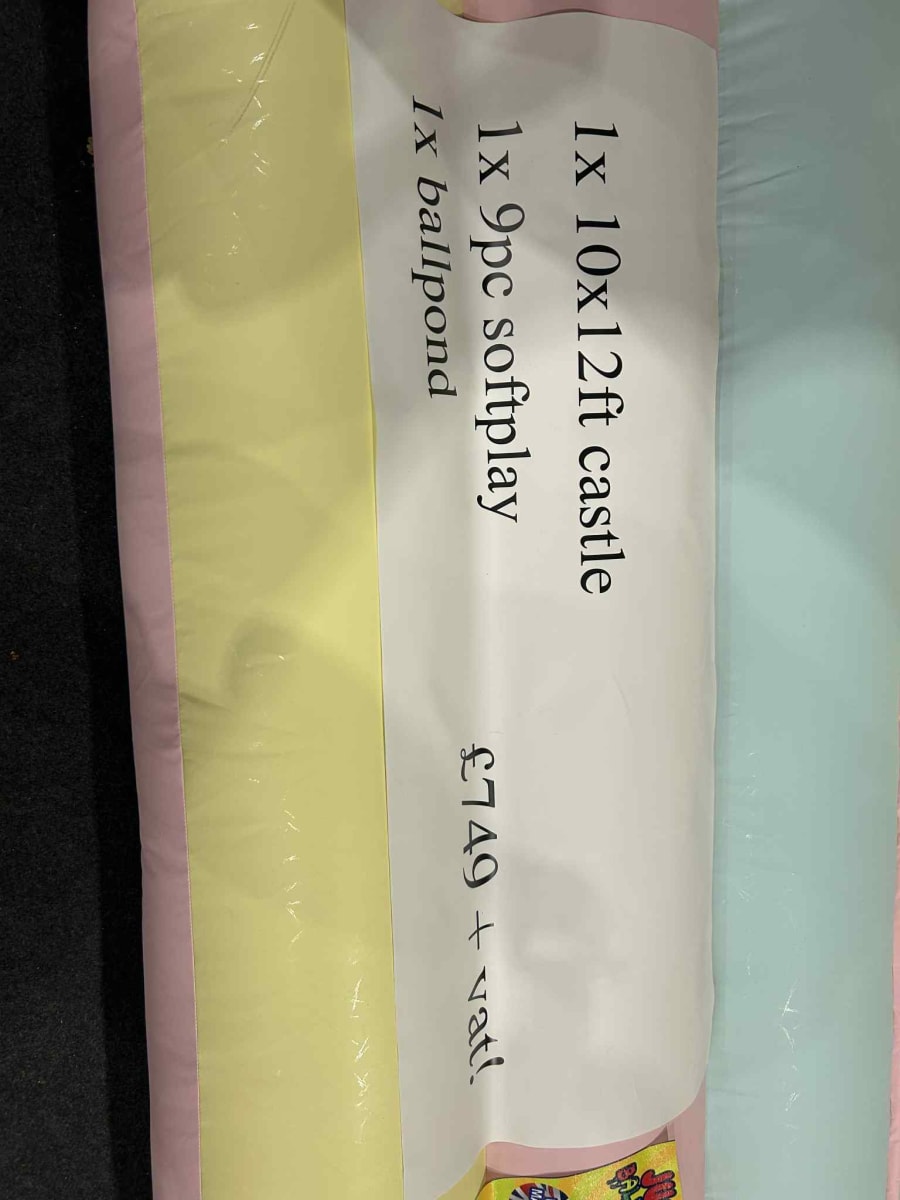 1x 10x12ft castle
1x 9pc softplay
1x ballpond
£749 + vat!